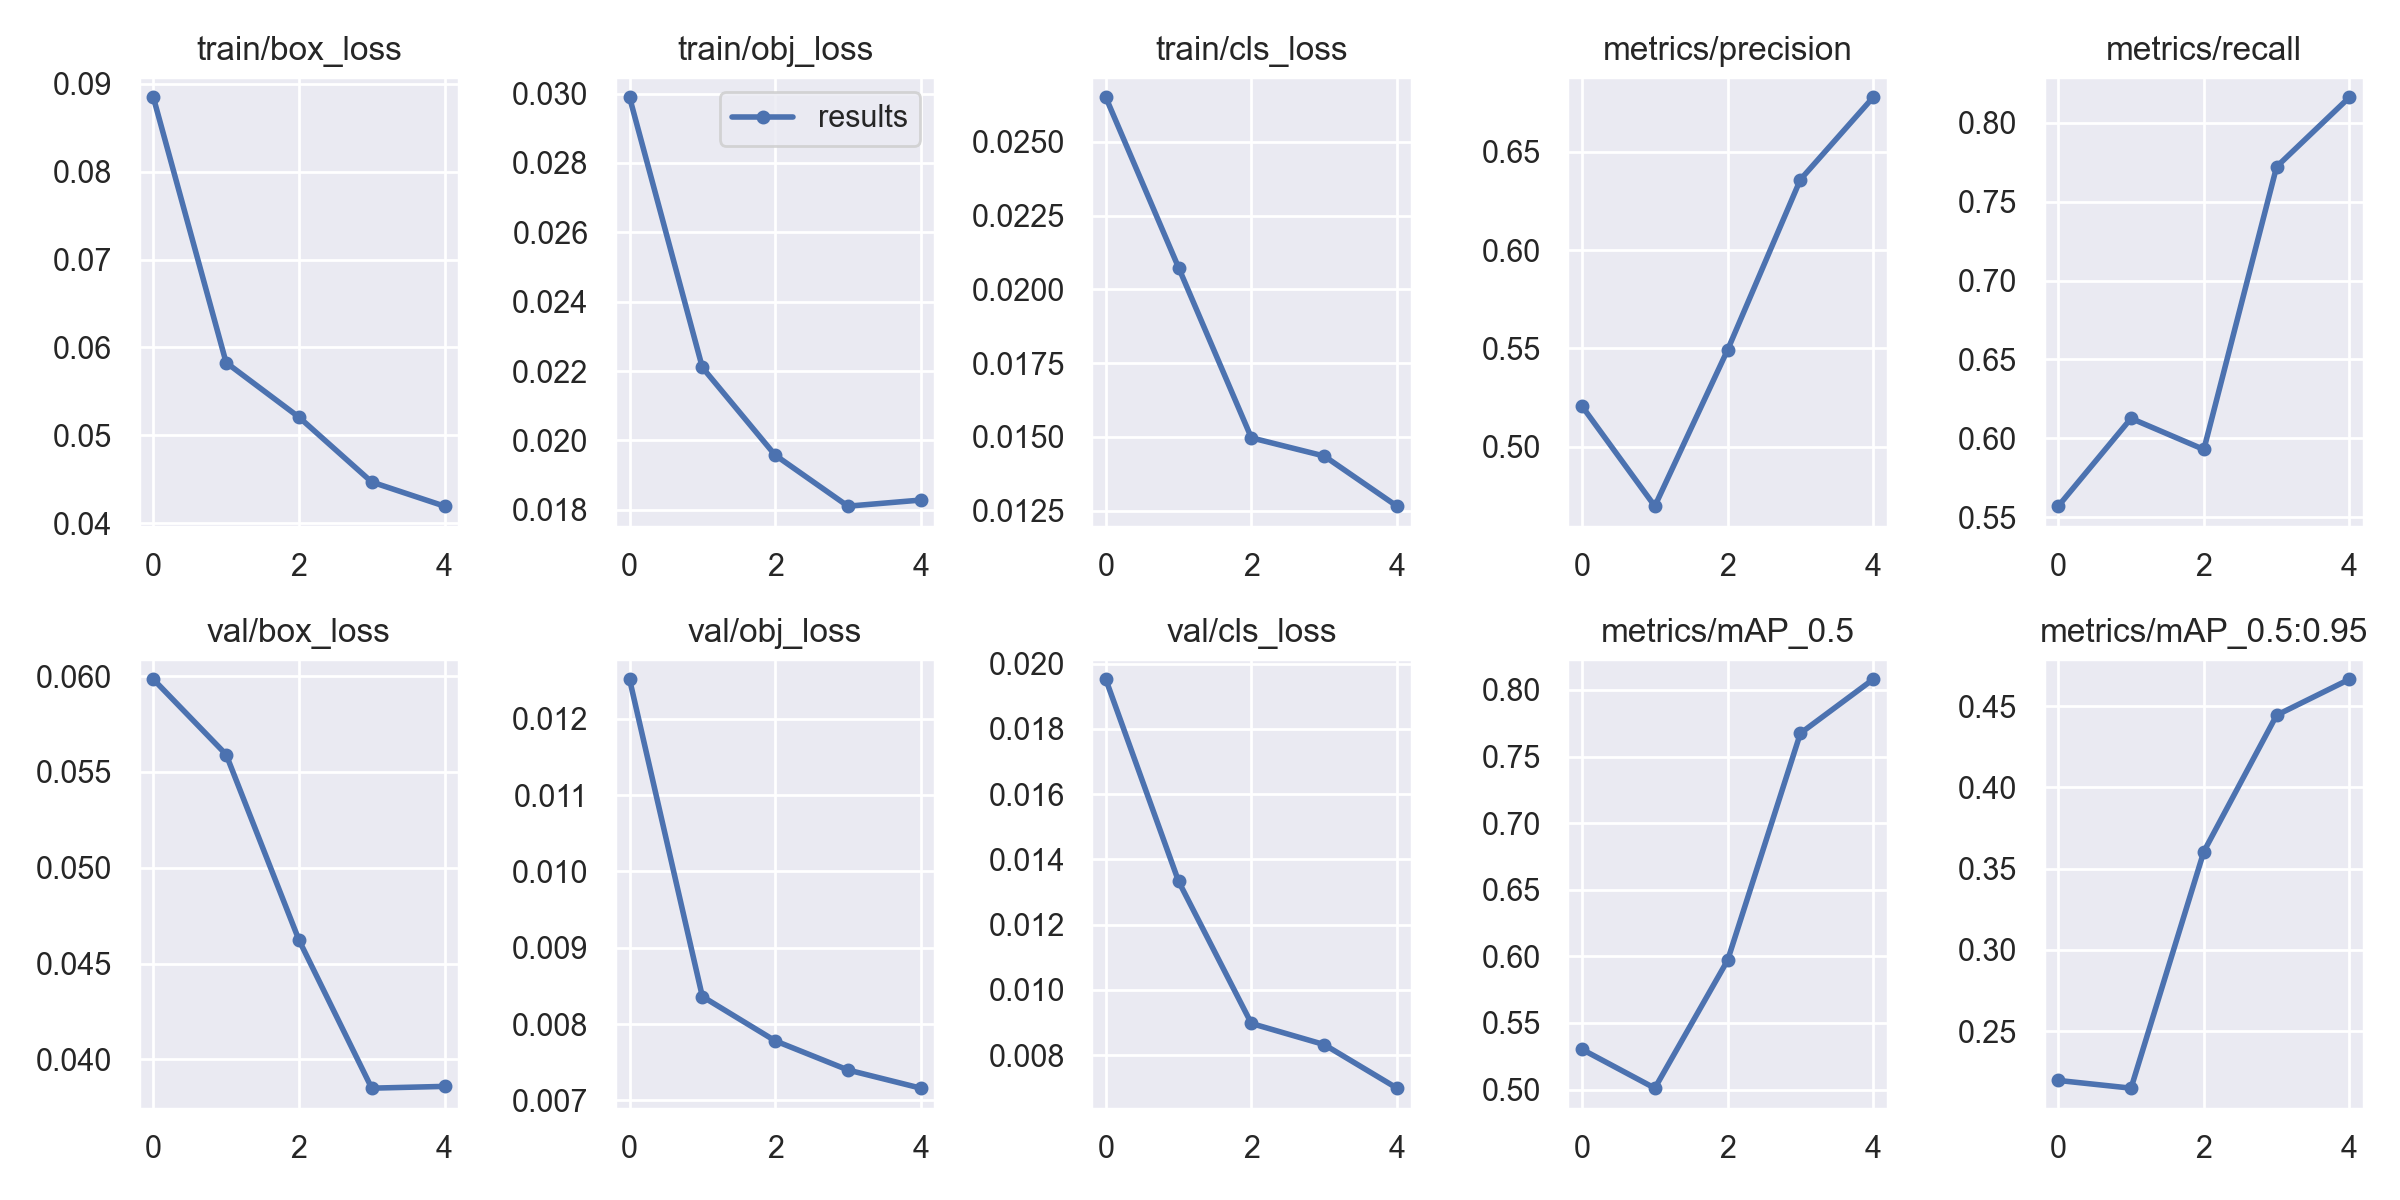 train/box_loss
0.09
0.08
0.07
0.06
0.05
0.04
0 2 4
train/obj_loss
results
0.030
0.028
0.026
0.024
0.022
0.020
0.018
0 2 4
train/cls_loss
0.0250
0.0225
0.0200
0.0175
0.0150
0.0125
0 2 4
metrics/precision
0.65
0.60
0.55
0.50
0 2 4
metrics/recall
0.80
0.75
0.70
0.65
0.60
0.55
0 2 4
val/box_loss
0.060
0.055
0.050
0.045
0.040
0 2 4
val/obj_loss
0.012
0.011
0.010
0.009
0.008
0.007
0 2 4
val/cls_loss
0.020
0.018
0.016
0.014
0.012
0.010
0.008
0 2 4
metrics/mAP_0.5
0.80
0.75
0.70
0.65
0.60
0.55
0.50
0 2 4
metrics/mAP_0.5:0.95
0.45
0.40
0.35
0.30
0.25
0 2 4